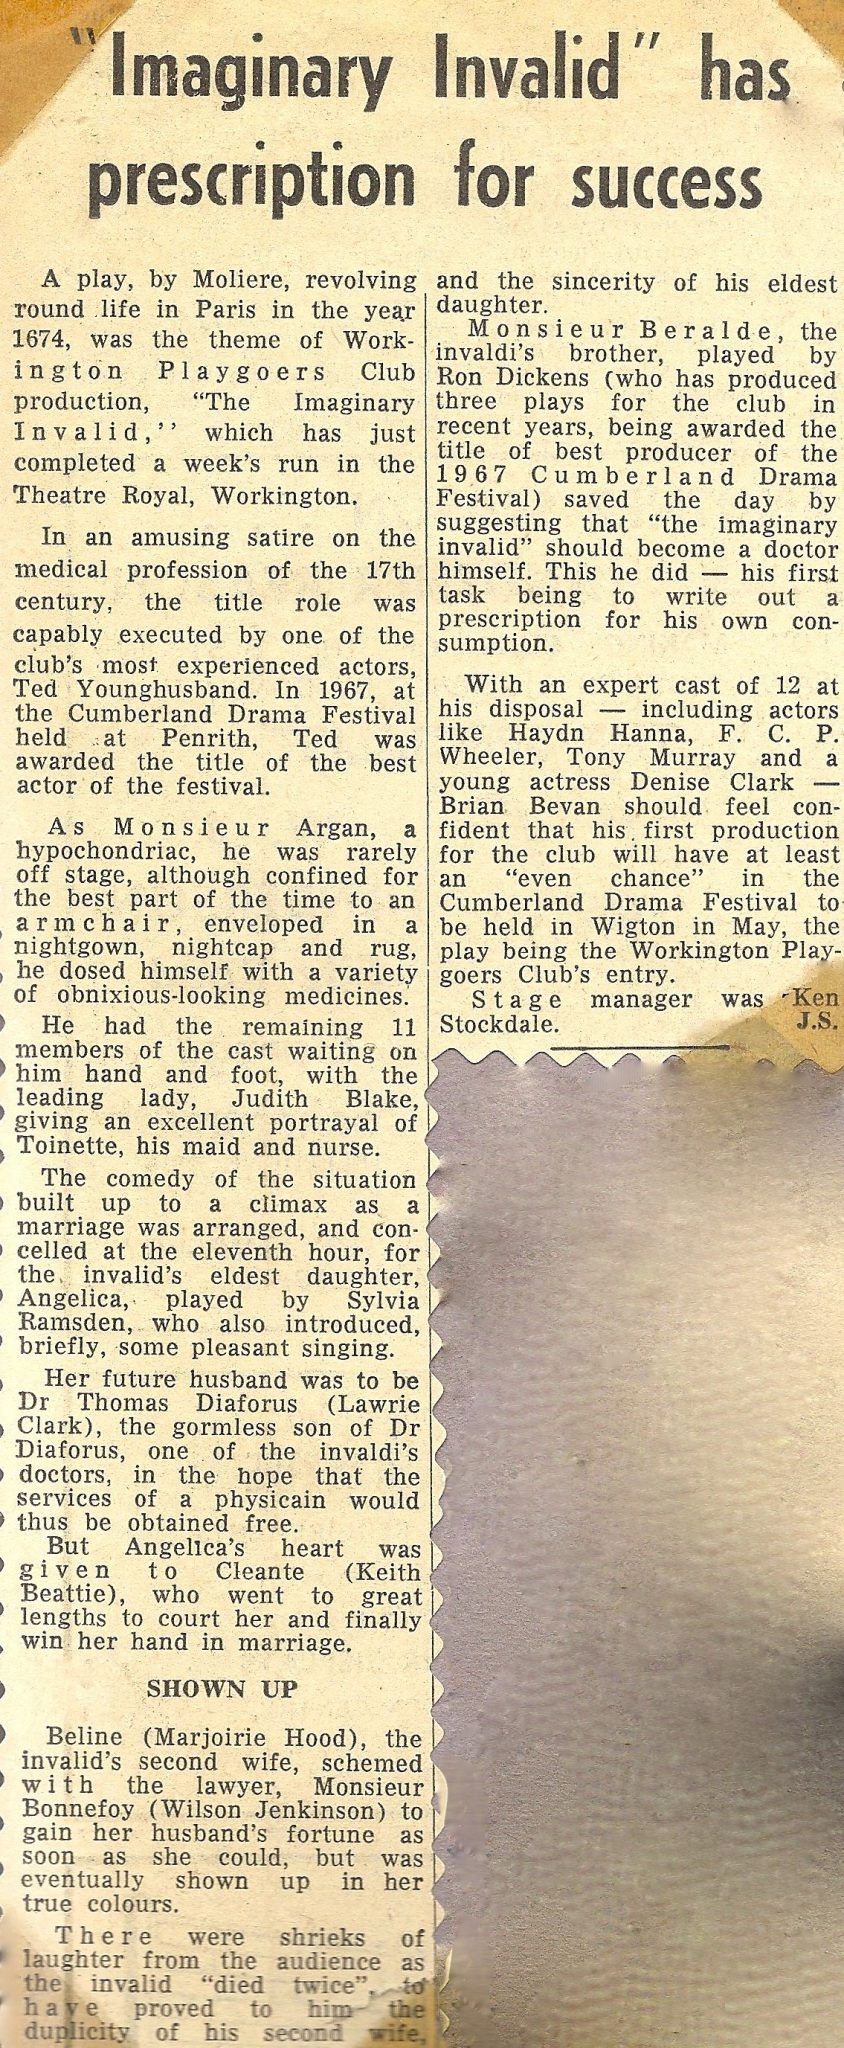 "Imaginary Invalid" has
prescription for success
A play, by Moliere, revolving
round life in Paris in the year
1674, was the theme of Work-
ington Playgoers Club
production, "The Imaginary
Invalid,'' which has just
completed a week's run in the
Theatre Royal, Workington.
In an amusing satire on the
medical profession of the 17th
century, the title role was
capably executed by one of the
club's most experienced actors,
Ted Younghusband. In 1967, at
the Cumberland Drama Festival
held at Penrith, Ted was
awarded the title of the best
actor of the festival.
As Monsieur Argan, a
hypochondriac, he was rarely
off stage, although confined for
the best part of the time to an
armchair, enveloped in a
nightgown, nightcap and rug,
he dosed himself with a variety
of obnixious-looking medicines.
He had the remaining 11
members of the cast waiting on
him hand and foot, with the
leading lady, Judith Blake,
giving an excellent portrayal of
Toinette, his maid and nurse.
The comedy of the situation
built up to a climax as a
marriage was arranged, and con-
celled at the eleventh hour, for
the invalid's eldest daughter,
Angelica, played by Sylvia
Ramsden, who also introduced,
briefly, some pleasant singing.
Her future husband was to be
Dr Thomas Diaforus (Lawrie
Clark), the gormless son of Dr
Diaforus, one of the invaldi's
doctors, in the hope that the
services of a physicain would
thus be obtained free.
But Angelica's heart was
given to Cleante (Keith
Beattie), who went to great
lengths to court her and finally
win her hand in marriage.
SHOWN UP
Beline (Marjoirie Hood), the
invalid's second wife, schemed
with the lawyer, Monsieur
Bonnefoy (Wilson Jenkinson) to
gain her husband's fortune as
soon as she could, but was
eventually shown up in her
true colours.
There were shrieks of
laughter from the audience as
the invalid "died twice", to
have proved to him the
duplicity of his second wife,
and the sincerity of his eldest
daughter.
Monsieur Beralde, the
invaldi's brother, played by
Ron Dickens (who has produced
three plays for the club in
recent years, being awarded the
title of best producer of the
1967 Cumberland Drama
Festival) saved the day by
suggesting that "the imaginary
invalid" should become a doctor
himself. This he did — his first
task being to write out a
prescription for his own con-
sumption.
With an expert cast of 12 at
his disposal — including actors
like Haydn Hanna, F. C. P.
Wheeler, Tony Murray and a
young actress Denise Clark —
Brian Bevan should feel con-
fident that his first production
for the club will have at least
an "even chance" in the
Cumberland Drama Festival to
be held in Wigton in May, the
play being the Workington Play-
goers Club's entry.
Stage manager was Ken
Stockdale. J.S.